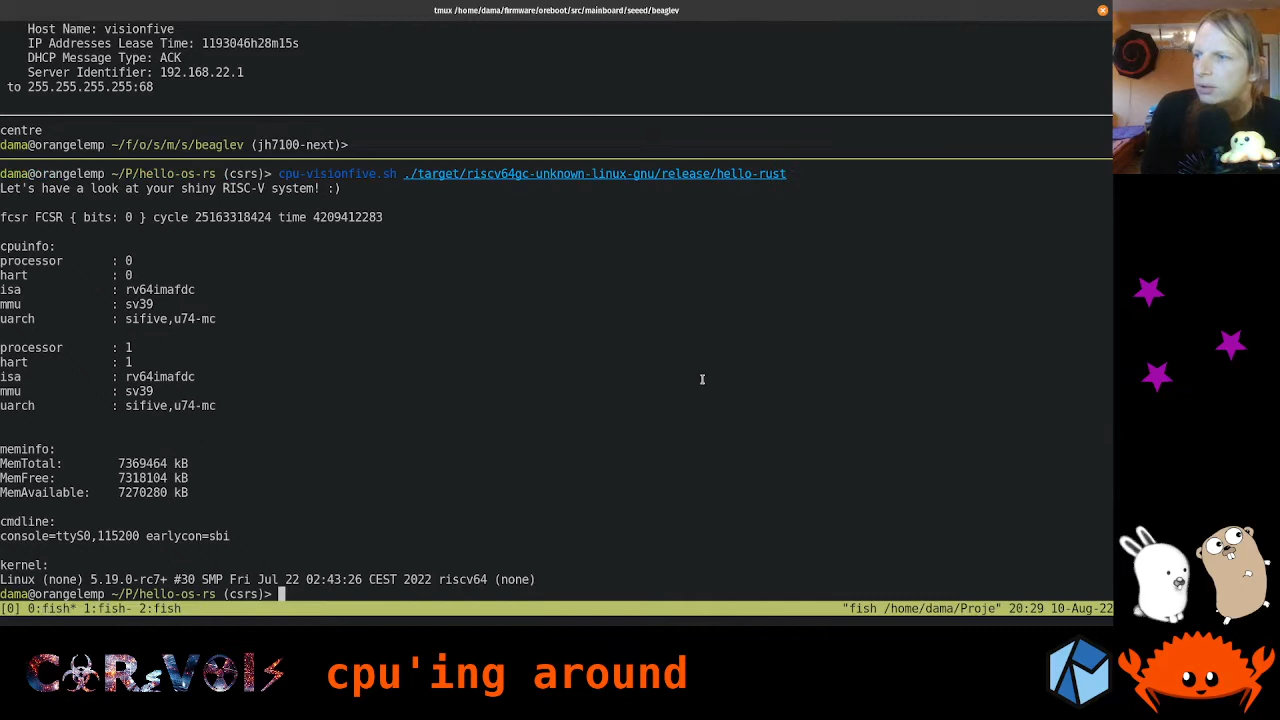 tmux /home/dama/firmware/oreboot/src/mainboard/seeed/beaglev
Host Name: visionfive
IP Addresses Lease Time: 1193046h28m15s
DHCP Message Type: ACK
Server Identifier: 192.168.22.1
to 255.255.255.255:68
centre
dama@orangelemp ~/f/o/s/m/s/beaglev (jh7100-next)>
dama@orangelemp ~/P/hello-os-rs (csrs)> cpu-visionfive.sh ./target/riscv64gc-unknown-linux-gnu/release/hello-rust
Let's have a look at your shiny RISC-V system! :)
fcsr FCSR { bits: 0 } cycle 25163318424 time 4209412283
cpuinfo:
processor : 0
hart : 0
isa : rv64imafdc
mmu : sv39
uarch : sifive,u74-mc
processor : 1
hart : 1
isa : rv64imafdc
mmu : sv39
uarch : sifive,u74-mc
meminfo:
MemTotal: 7369464 kB
MemFree: 7318104 kB
MemAvailable: 7270280 kB
cmdline:
console=ttyS0,115200 earlycon=sbi
kernel:
Linux (none) 5.19.0-rc7+ #30 SMP Fri Jul 22 02:43:26 CEST 2022 riscv64 (none)
dama@orangelemp ~/P/hello-os-rs (csrs)>
[0] 0:fish* 1:fish- 2:fish "fish /home/dama/Proje" 20:29 10-Aug-22
cpu'ing around